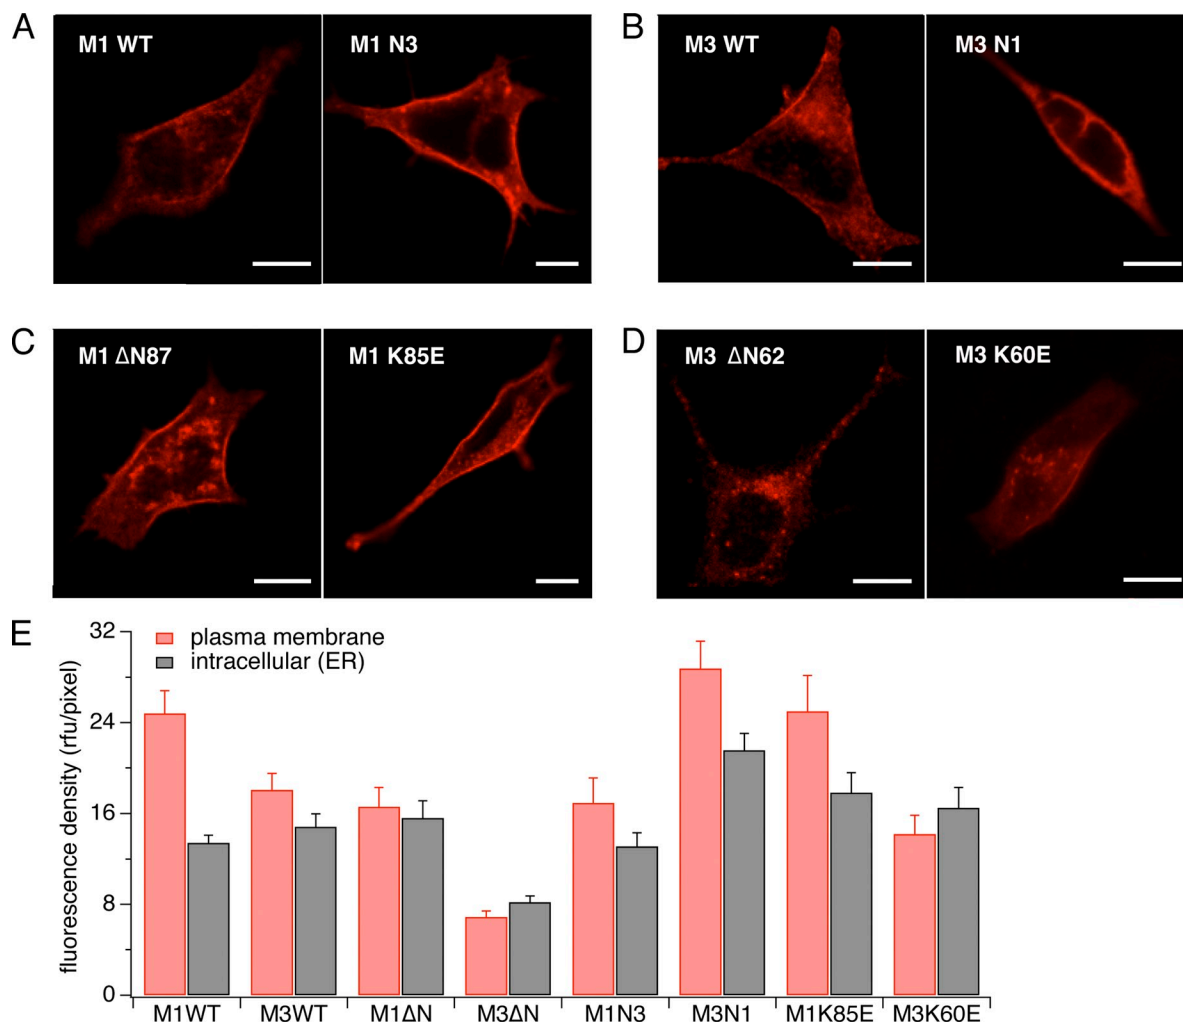 A
M1 WT
M1 N3
B
M3 WT
M3 N1
C
M1 ΔN87
M1 K85E
D
M3 ΔN62
M3 K60E
E
fluorescence density (rfu/pixel)
32
24
16
8
0
plasma membrane
intracellular (ER)
M1WT M3WT M1ΔN M3ΔN M1N3 M3N1 M1K85E M3K60E